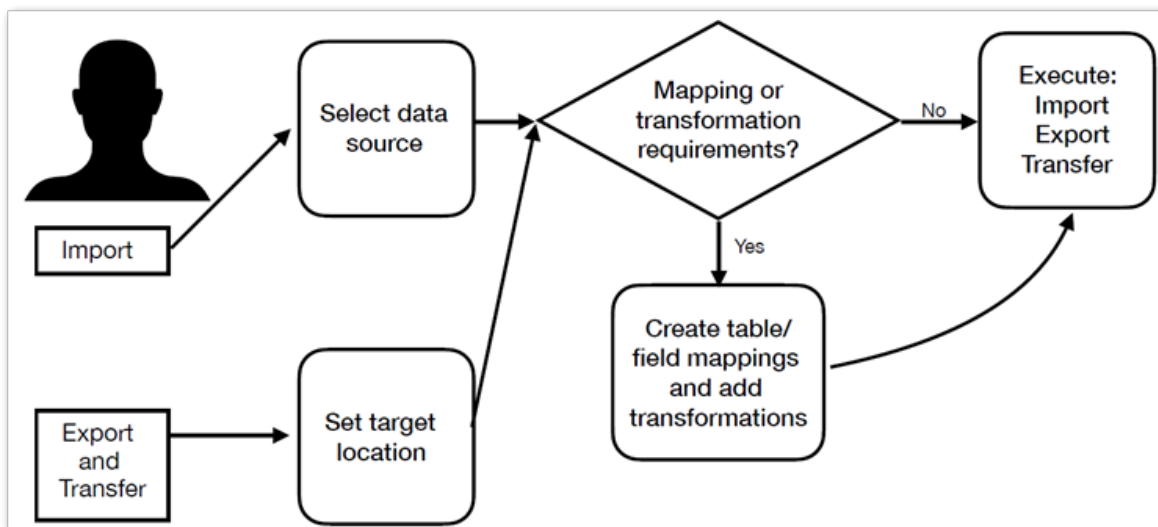 Import
Select data
source
Mapping or
transformation
requirements?
No
Execute:
Import
Export
Transfer
Yes
Create table/
field mappings
and add
transformations
Export
and
Transfer
Set target
location